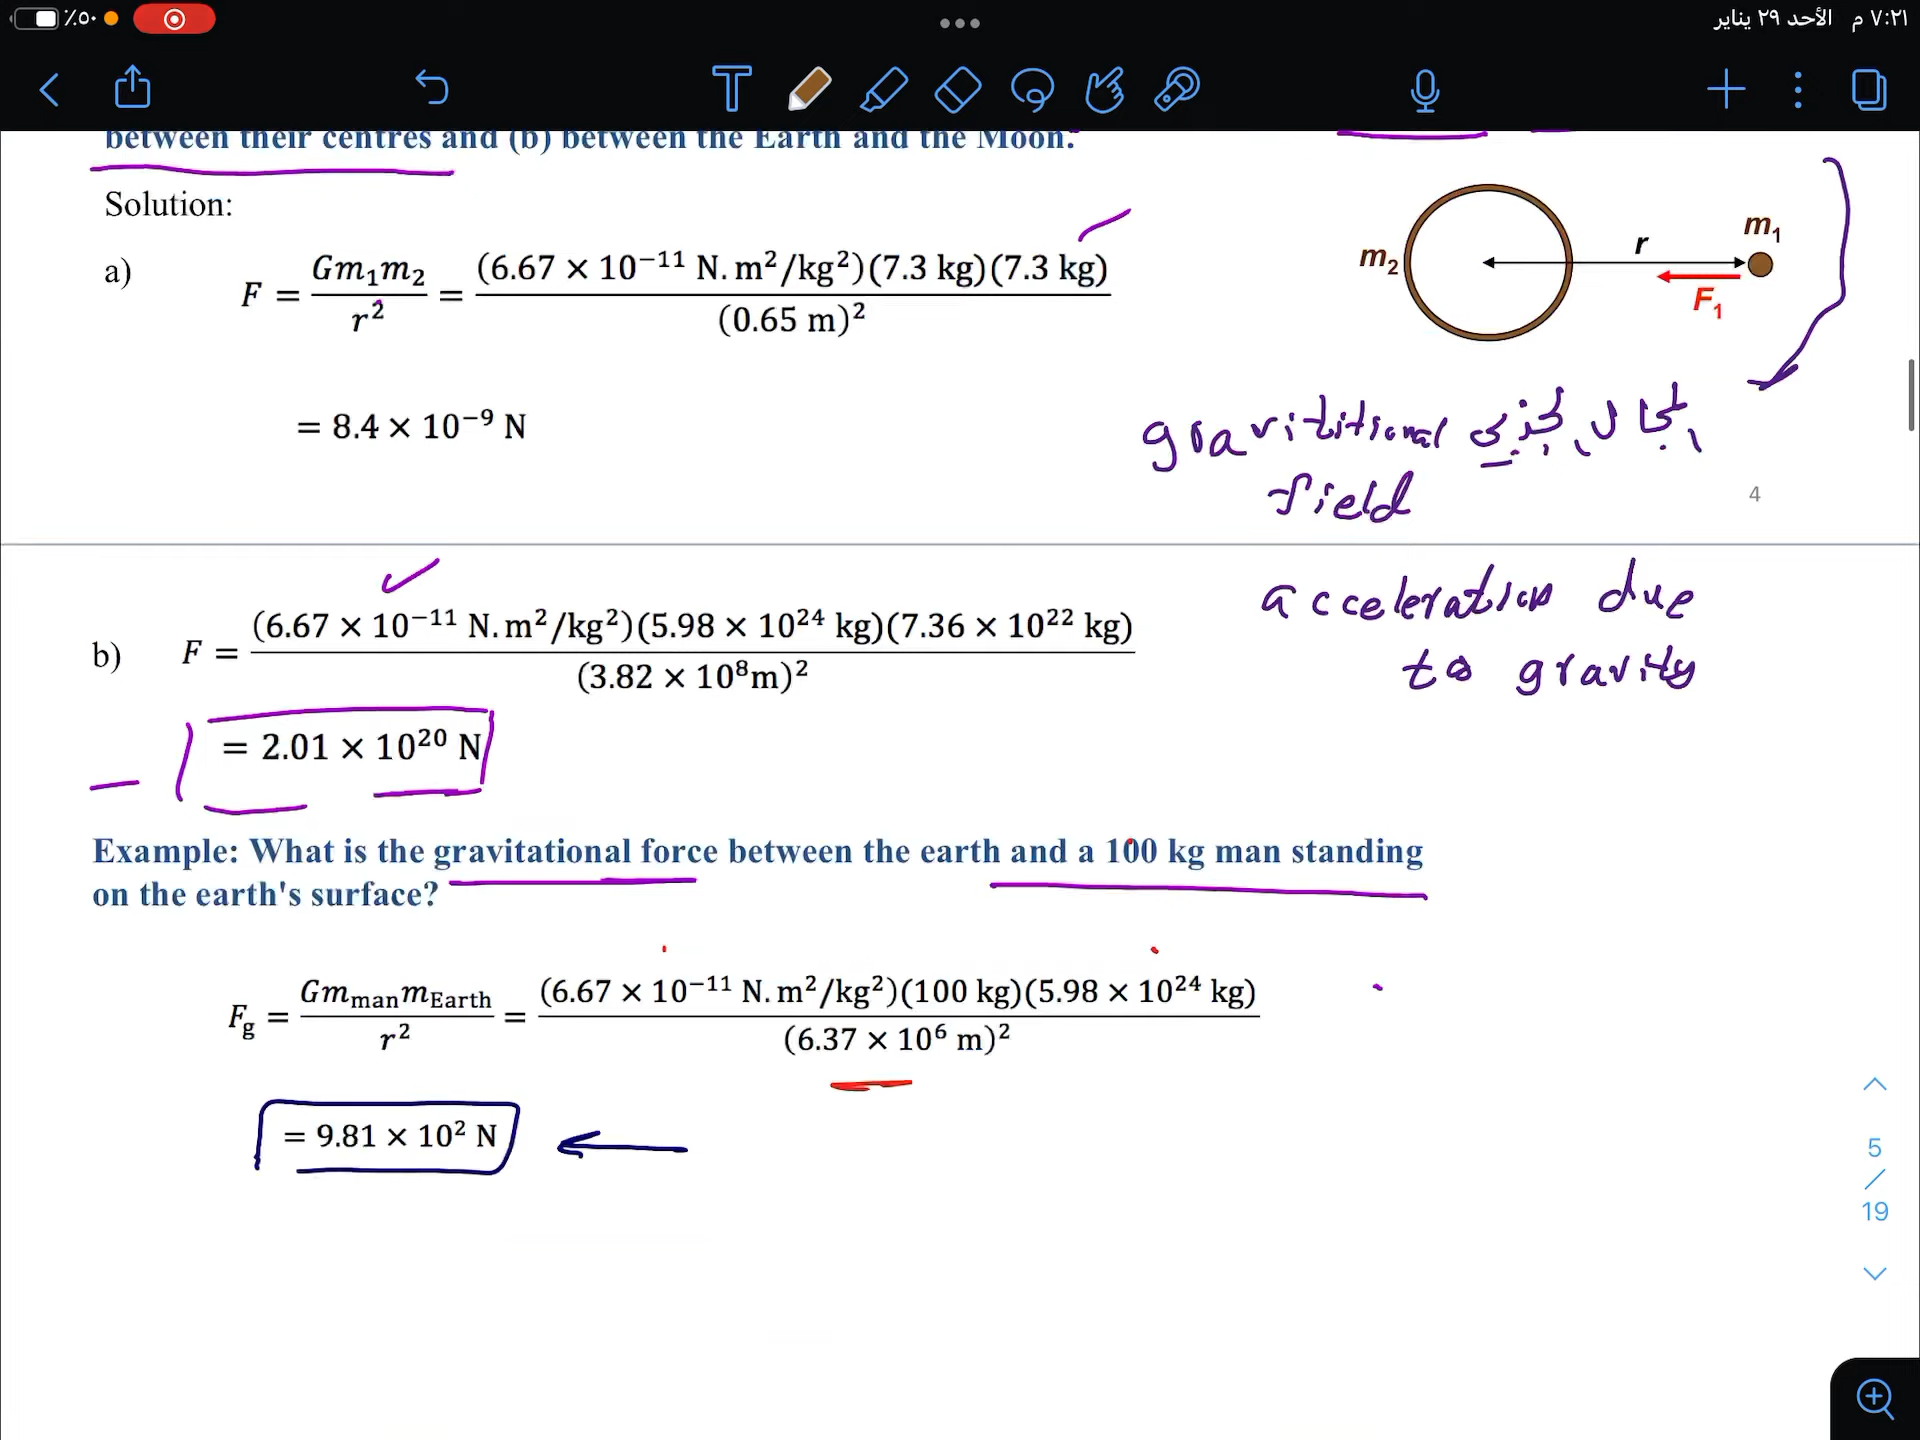 ٪٥٠
٧:٢١ م الأحد ٢٩ يناير
between their centres and (b) between the Earth and the Moon.
Solution:
a) F = Gm₁m₂ / r² = (6.67 × 10⁻¹¹ N. m²/kg²)(7.3 kg)(7.3 kg) / (0.65 m)²
= 8.4 × 10⁻⁹ N
m₂
r
m₁
F₁
gravititional
field
4
b) F = (6.67 × 10⁻¹¹ N. m²/kg²)(5.98 × 10²⁴ kg)(7.36 × 10²² kg) / (3.82 × 10⁸m)²
= 2.01 × 10²⁰ N
acceleration due
to gravity
Example: What is the gravitational force between the earth and a 100 kg man standing
on the earth's surface?
F_g = Gm_man m_Earth / r² = (6.67 × 10⁻¹¹ N. m²/kg²)(100 kg)(5.98 × 10²⁴ kg) / (6.37 × 10⁶ m)²
= 9.81 × 10² N
5
/
19